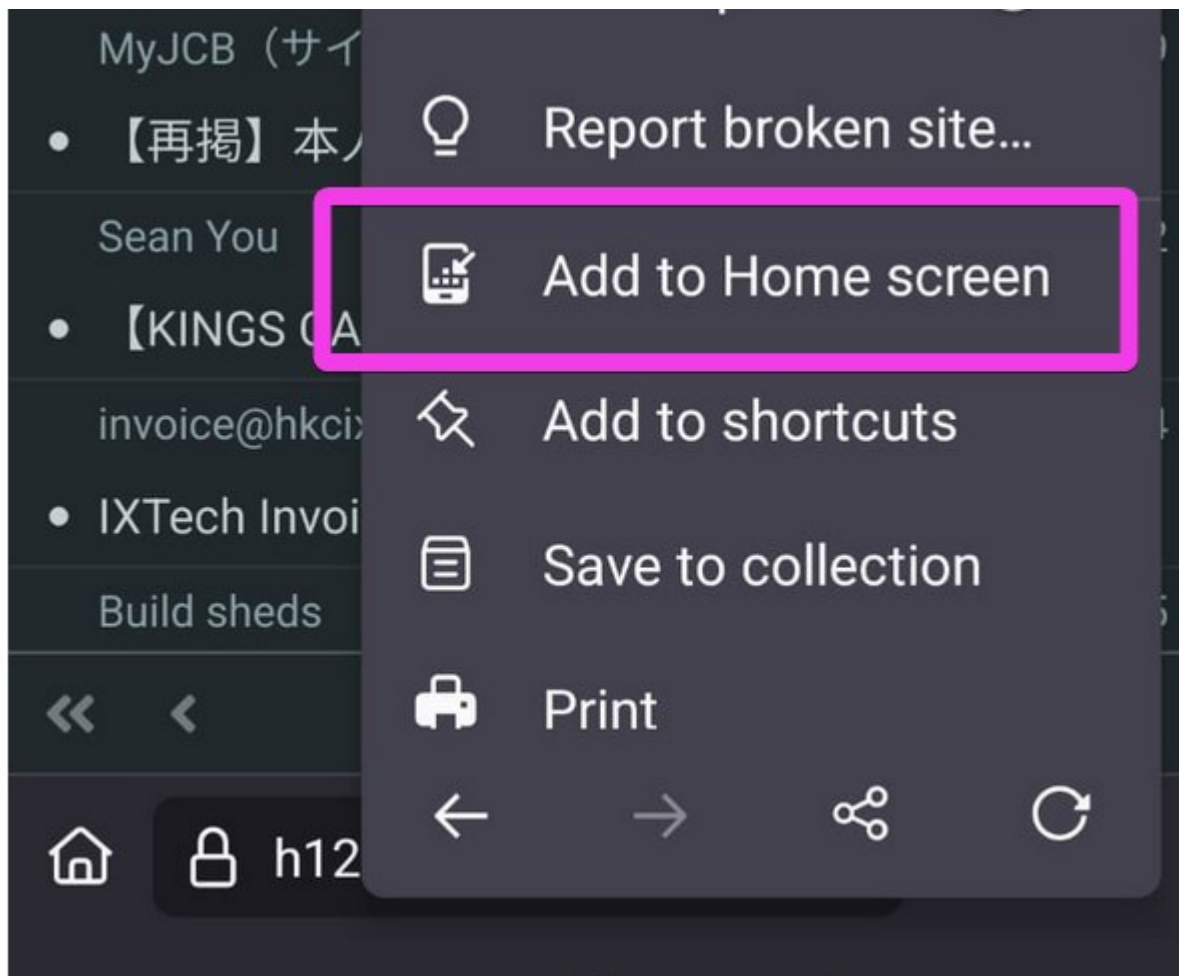 MyJCB（サイ
Report broken site…
【再掲】本人
Sean You
Add to Home screen
【KINGS CA
invoice@hkcix
Add to shortcuts
IXTech Invoi
Save to collection
Build sheds
Print
h12